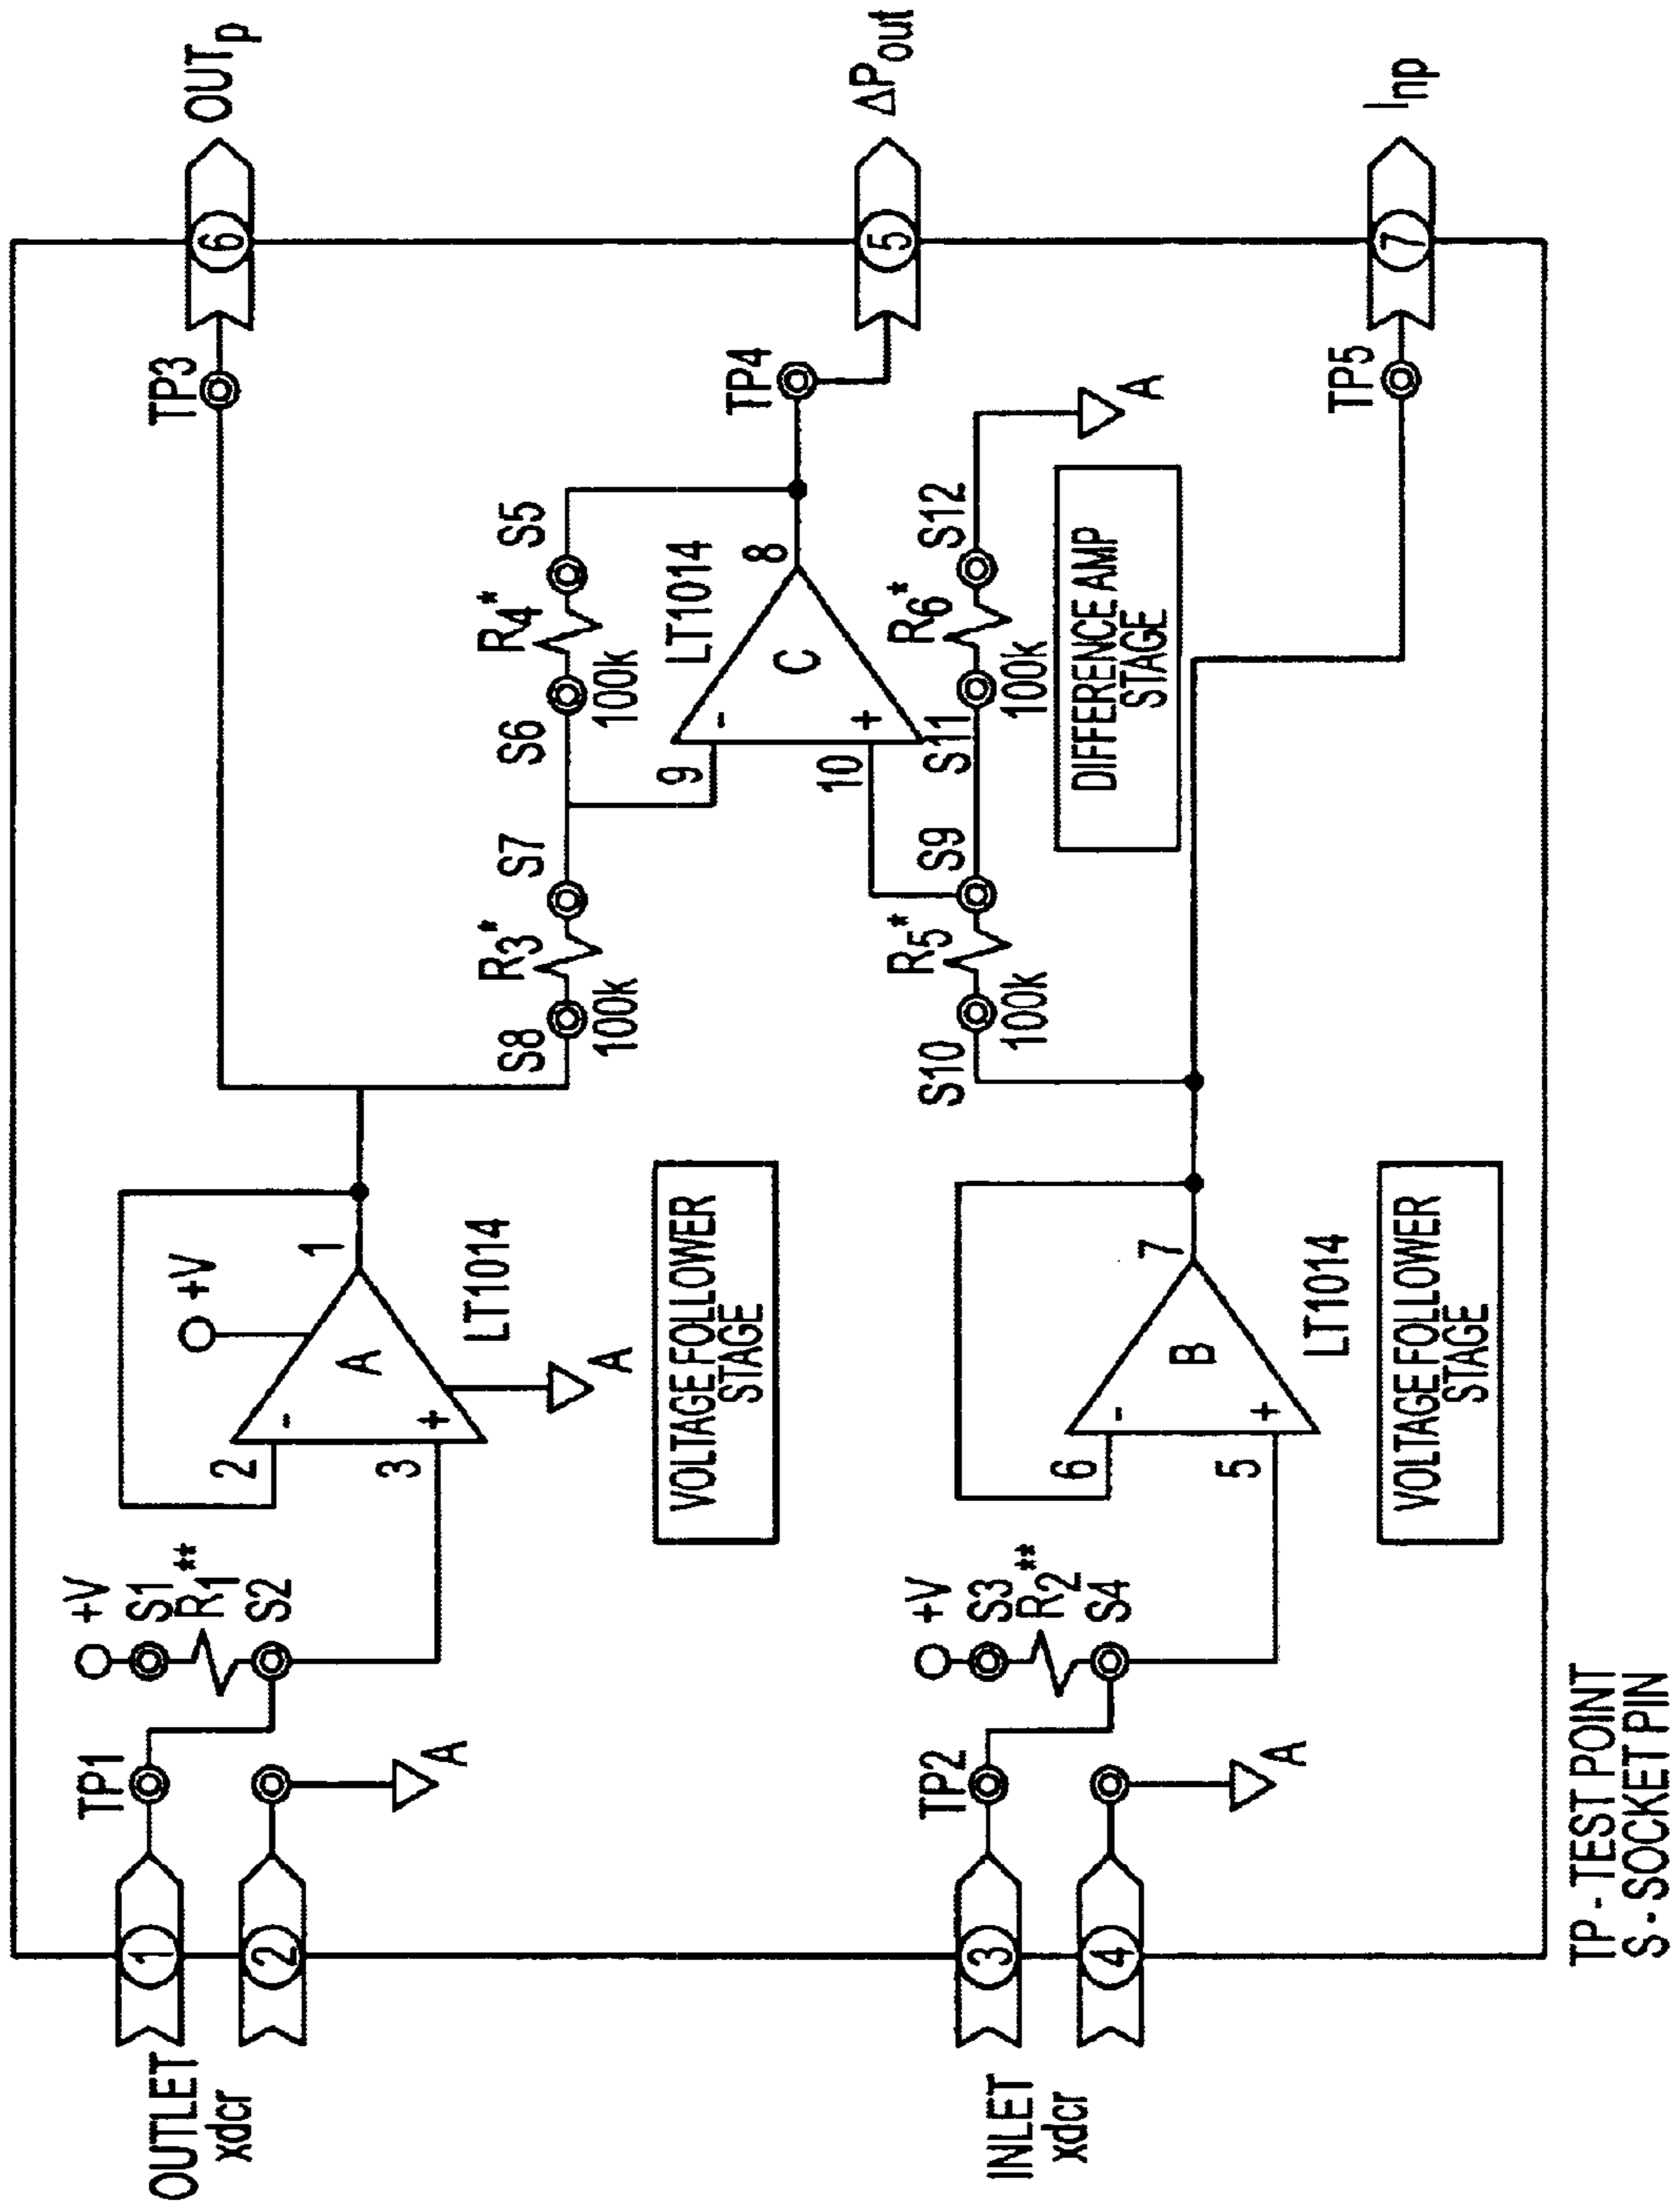 OUTLET
xdcr
1
2
TP1
A
+V
S1
R1**
S2
2
3
-
+
A
+V
1
LT1014
A
VOLTAGE FOLLOWER
STAGE
TP3
6
OUTp
S8
R3*
100k
S7
S6
R4*
100k
S5
9
10
-
+
C
LT1014
8
TP4
5
ΔPout
S10
R5*
100k
S9
S11
R6*
100k
S12
A
DIFFERENCE AMP
STAGE
INLET
xdcr
3
4
TP2
A
+V
S3
R2**
S4
6
5
-
+
B
7
LT1014
VOLTAGE FOLLOWER
STAGE
TP5
7
Inp
TP - TEST POINT
S - SOCKET PIN